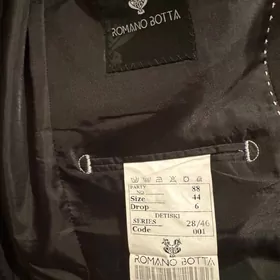 ROMANO BOTTA
PARTY NO 88
Size 44
Drop 6
DETISKI
SERIES 28/46
Code 001
ROMANO BOTTA